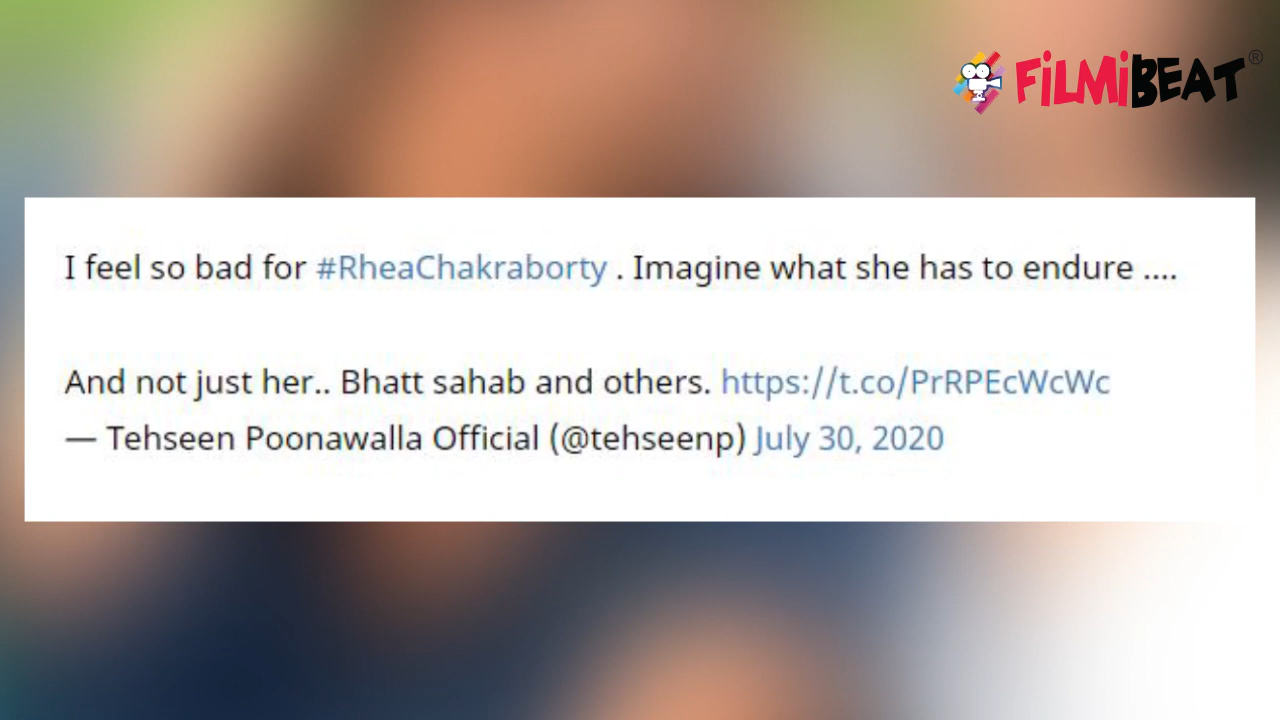 FiLMiBEAT®
I feel so bad for #RheaChakraborty . Imagine what she has to endure ....
And not just her.. Bhatt sahab and others. https://t.co/PrRPEcWcWc
— Tehseen Poonawalla Official (@tehseenp) July 30, 2020